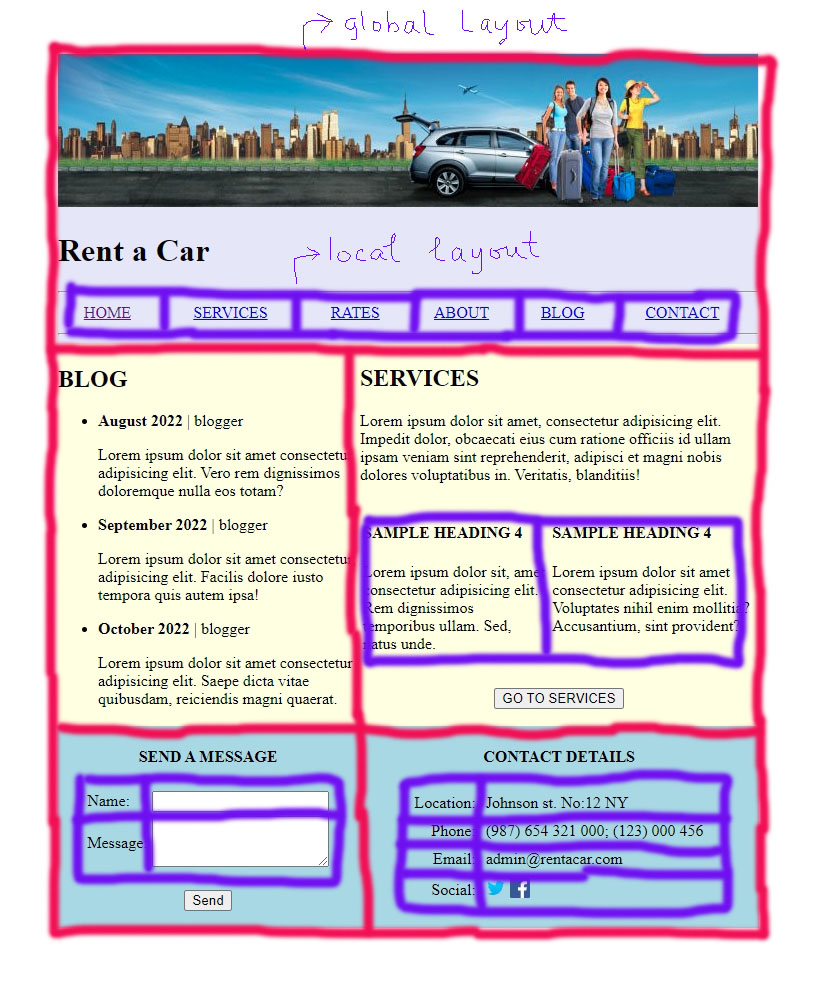 global layout
Rent a Car
local layout
HOME SERVICES RATES ABOUT BLOG CONTACT
BLOG
• August 2022 | blogger
Lorem ipsum dolor sit amet consectetur
adipisicing elit. Vero rem dignissimos
doloremque nulla eos totam?
• September 2022 | blogger
Lorem ipsum dolor sit amet consectetur
adipisicing elit. Facilis dolore iusto
tempora quis autem ipsa!
• October 2022 | blogger
Lorem ipsum dolor sit amet consectetur
adipisicing elit. Saepe dicta vitae
quibusdam, reiciendis magni quaerat.
SERVICES
Lorem ipsum dolor sit amet, consectetur adipisicing elit.
Impedit dolor, obcaecati eius cum ratione officiis id ullam
ipsam veniam sint reprehenderit, adipisci et magni nobis
dolores voluptatibus in. Veritatis, blanditiis!
SAMPLE HEADING 4
Lorem ipsum dolor sit, amet
consectetur adipisicing elit.
Rem dignissimos
temporibus ullam. Sed,
natus unde.
SAMPLE HEADING 4
Lorem ipsum dolor sit amet
consectetur adipisicing elit.
Voluptates nihil enim mollitia?
Accusantium, sint provident?
GO TO SERVICES
SEND A MESSAGE
Name:
Message
Send
CONTACT DETAILS
Location: Johnson st. No:12 NY
Phone: (987) 654 321 000; (123) 000 456
Email: admin@rentacar.com
Social: